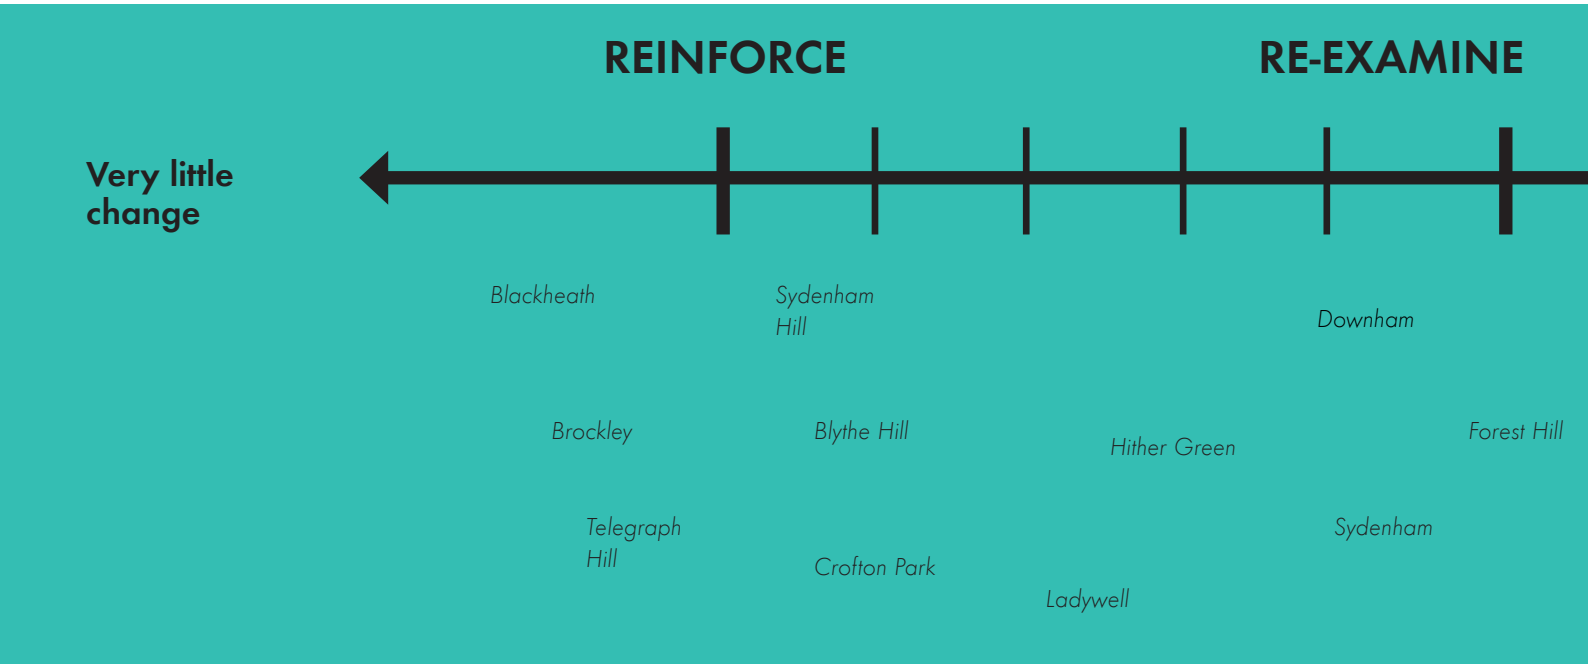 REINFORCE
RE-EXAMINE
Very little
change
Blackheath
Sydenham
Hill
Downham
Brockley
Blythe Hill
Hither Green
Forest Hill
Telegraph
Hill
Sydenham
Crofton Park
Ladywell